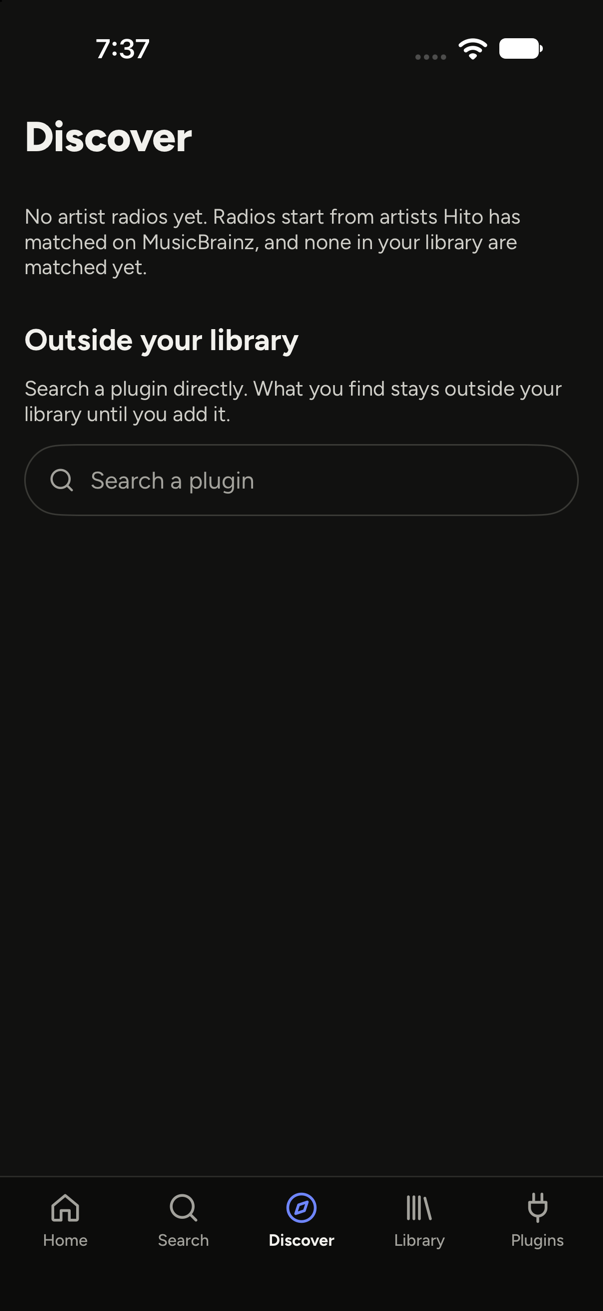 7:37
Discover
No artist radios yet. Radios start from artists Hito has
matched on MusicBrainz, and none in your library are
matched yet.
Outside your library
Search a plugin directly. What you find stays outside your
library until you add it.
Search a plugin
Home
Search
Discover
Library
Plugins